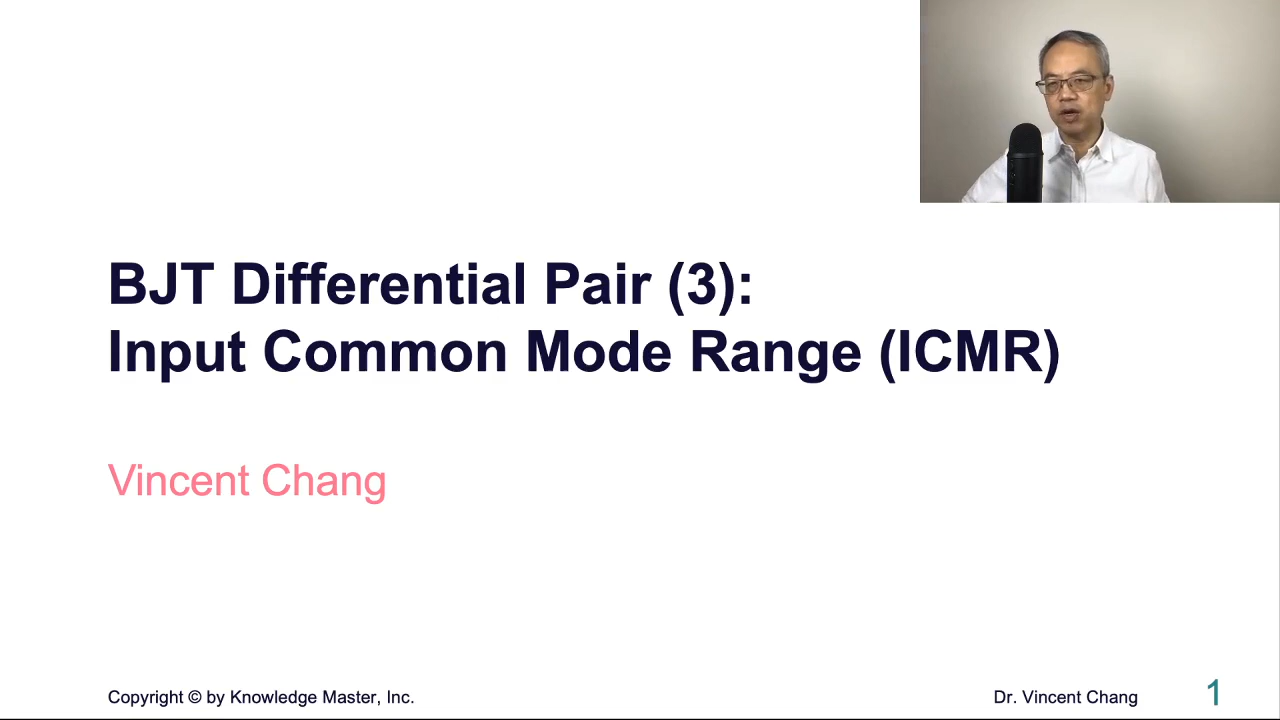 BJT Differential Pair (3):
Input Common Mode Range (ICMR)
Vincent Chang
Copyright © by Knowledge Master, Inc.
Dr. Vincent Chang
1